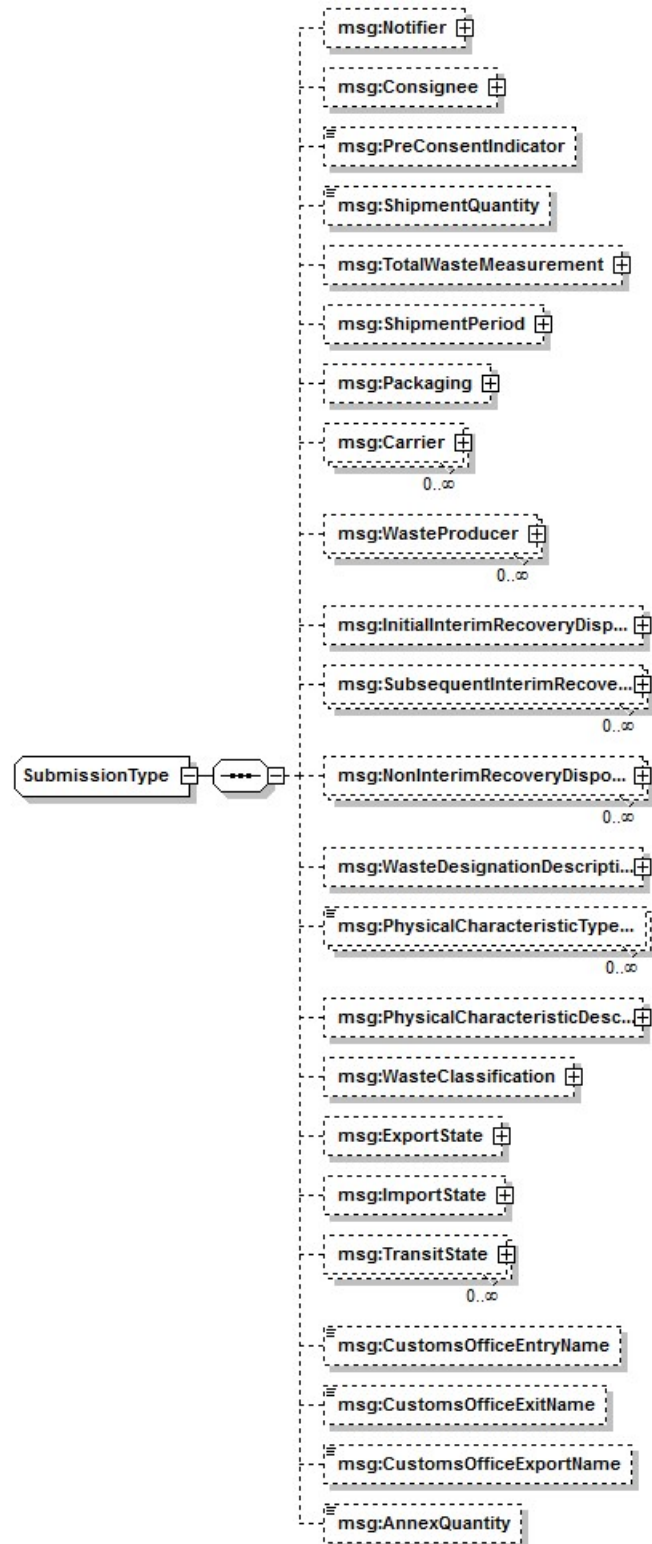 msg:Notifier
msg:Consignee
msg:PreConsentIndicator
msg:ShipmentQuantity
msg:TotalWasteMeasurement
msg:ShipmentPeriod
msg:Packaging
msg:Carrier
0..∞
msg:WasteProducer
0..∞
msg:InitialInterimRecoveryDisp...
msg:SubsequentInterimRecove...
0..∞
SubmissionType
msg:NonInterimRecoveryDispo...
0..∞
msg:WasteDesignationDescripti...
msg:PhysicalCharacteristicType...
0..∞
msg:PhysicalCharacteristicDesc...
msg:WasteClassification
msg:ExportState
msg:ImportState
msg:TransitState
0..∞
msg:CustomsOfficeEntryName
msg:CustomsOfficeExitName
msg:CustomsOfficeExportName
msg:AnnexQuantity